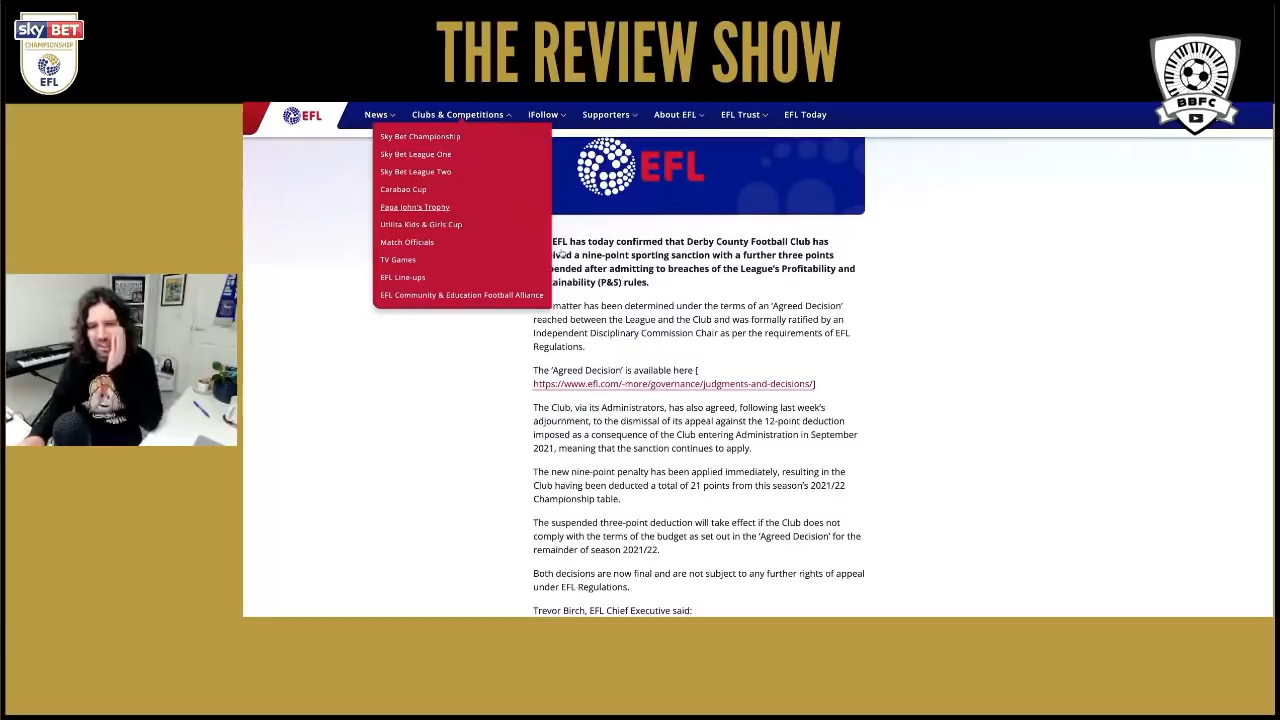 sky BET
CHAMPIONSHIP
EFL
THE REVIEW SHOW
BBFC
EFL
News
Clubs & Competitions
iFollow
Supporters
About EFL
EFL Trust
EFL Today
Sky Bet Championship
Sky Bet League One
Sky Bet League Two
Carabao Cup
Papa John's Trophy
Utilita Kids & Girls Cup
Match Officials
TV Games
EFL Line-ups
EFL Community & Education Football Alliance
EFL
EFL has today confirmed that Derby County Football Club has
a nine-point sporting sanction with a further three points
after admitting to breaches of the League's Profitability and
(P&S) rules.
matter has been determined under the terms of an 'Agreed Decision'
reached between the League and the Club and was formally ratified by an
Independent Disciplinary Commission Chair as per the requirements of EFL
Regulations.
The 'Agreed Decision' is available here [
https://www.efl.com/-more/governance/judgments-and-decisions/]
The Club, via its Administrators, has also agreed, following last week's
adjournment, to the dismissal of its appeal against the 12-point deduction
imposed as a consequence of the Club entering Administration in September
2021, meaning that the sanction continues to apply.
The new nine-point penalty has been applied immediately, resulting in the
Club having been deducted a total of 21 points from this season's 2021/22
Championship table.
The suspended three-point deduction will take effect if the Club does not
comply with the terms of the budget as set out in the 'Agreed Decision' for the
remainder of season 2021/22.
Both decisions are now final and are not subject to any further rights of appeal
under EFL Regulations.
Trevor Birch, EFL Chief Executive said: